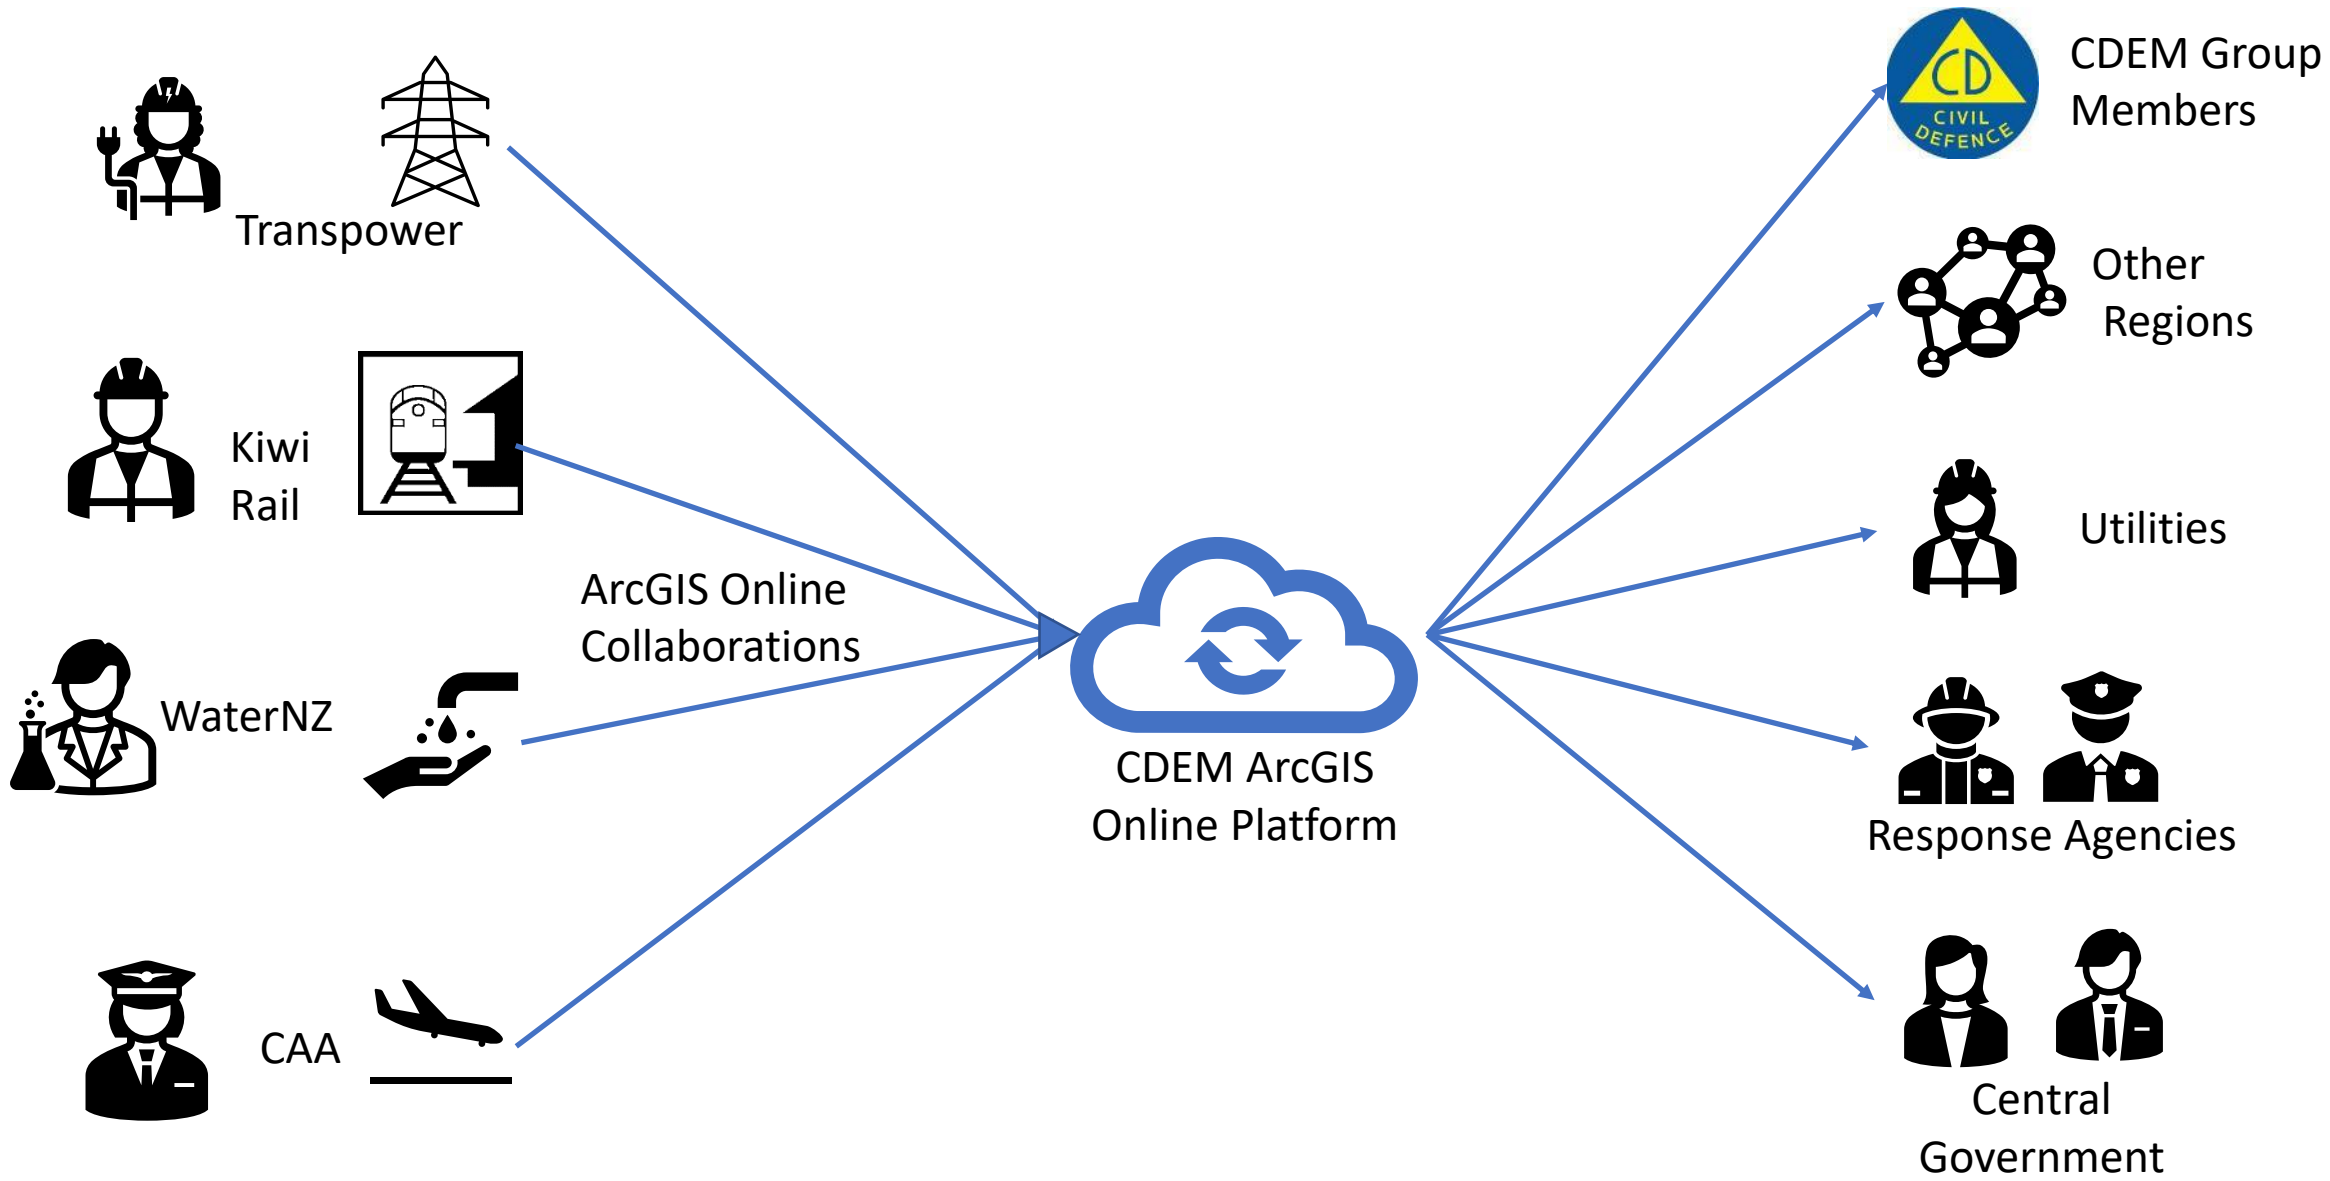 Transpower
Kiwi
Rail
WaterNZ
CAA
ArcGIS Online
Collaborations
CDEM ArcGIS
Online Platform
CD
CIVIL
DEFENCE
CDEM Group
Members
Other
Regions
Utilities
Response Agencies
Central
Government